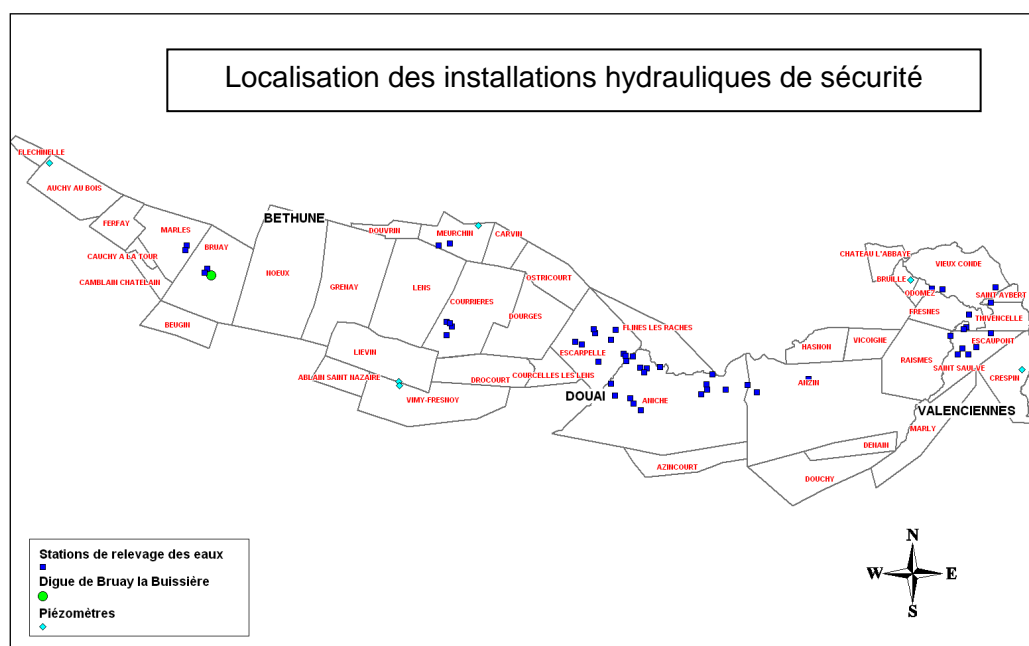 Localisation des installations hydrauliques de sécurité
FLECHINELLE
AUCHY AU BOIS
FERFAY
MARLES
CAUCHY A LA TOUR
BRUAY
CAMBLAIN CHATELAIN
BEUGIN
BETHUNE
NOEUX
GRENAY
DOUVRIN
MEURCHIN
CARVIN
LENS
COURRIERES
OSTRICOURT
DOURGES
LIEVIN
ABLAIN SAINT NAZAIRE
VIMY-FRESNOY
DROCOURT
COURCELLES LES LENS
ESCARPELLE
FLINES LES RACHES
DOUAI
ANICHE
AZINCOURT
ANZIN
HASNON
VICOIGNE
RAISMES
DENAIN
DOUCHY
MARLY
VALENCIENNES
CHATEAU L'ABBAYE
BRUILLE
ODOMEZ
VIEUX CONDE
SAINT AYBERT
FRESNES
THIVENCELLE
ESCAUPONT
SAINT SAULVE
CRESPIN
Stations de relevage des eaux
Digue de Bruay la Buissière
Piézomètres
N
W E
S